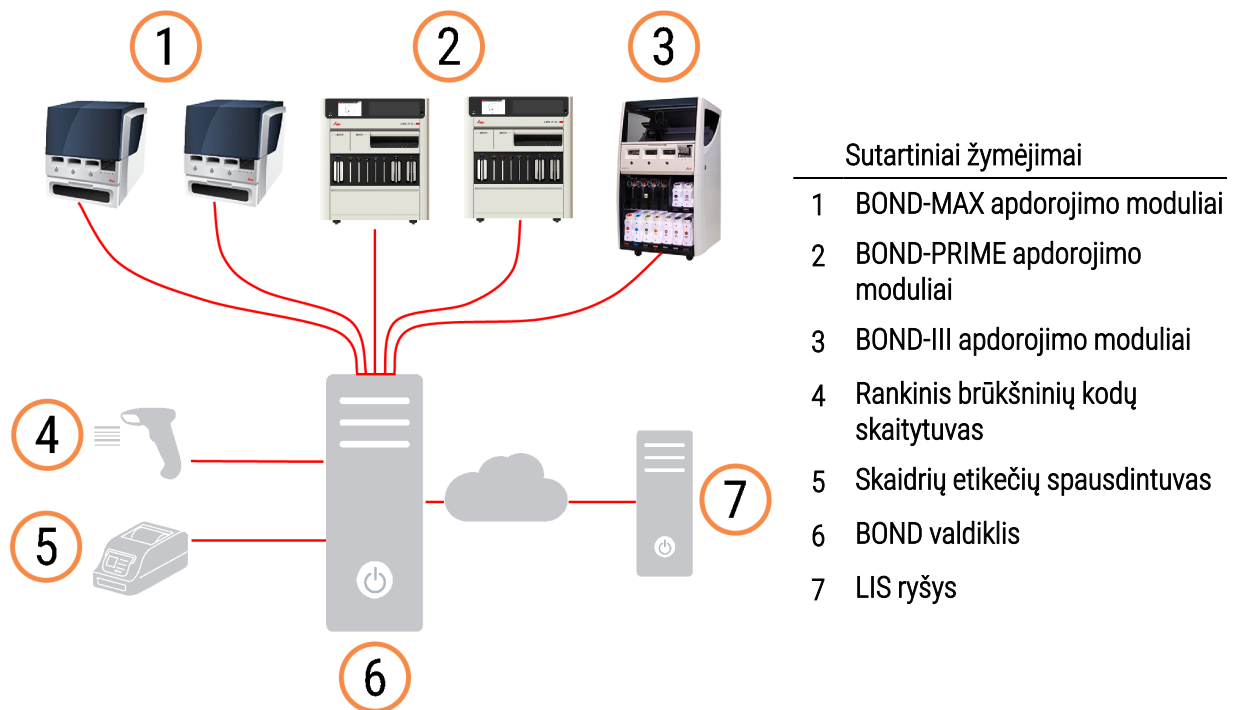 1
2
3
Sutartiniai žymėjimai
1 BOND-MAX apdorojimo moduliai
2 BOND-PRIME apdorojimo
moduliai
3 BOND-III apdorojimo moduliai
4 Rankinis brūkšninių kodų
skaitytuvas
5 Skaidrių etikečių spausdintuvas
6 BOND valdiklis
7 LIS ryšys
4
5
7
6